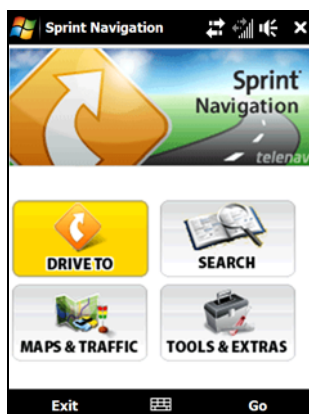 Sprint Navigation
Sprint
Navigation
telenav
DRIVE TO
SEARCH
MAPS & TRAFFIC
TOOLS & EXTRAS
Exit
Go